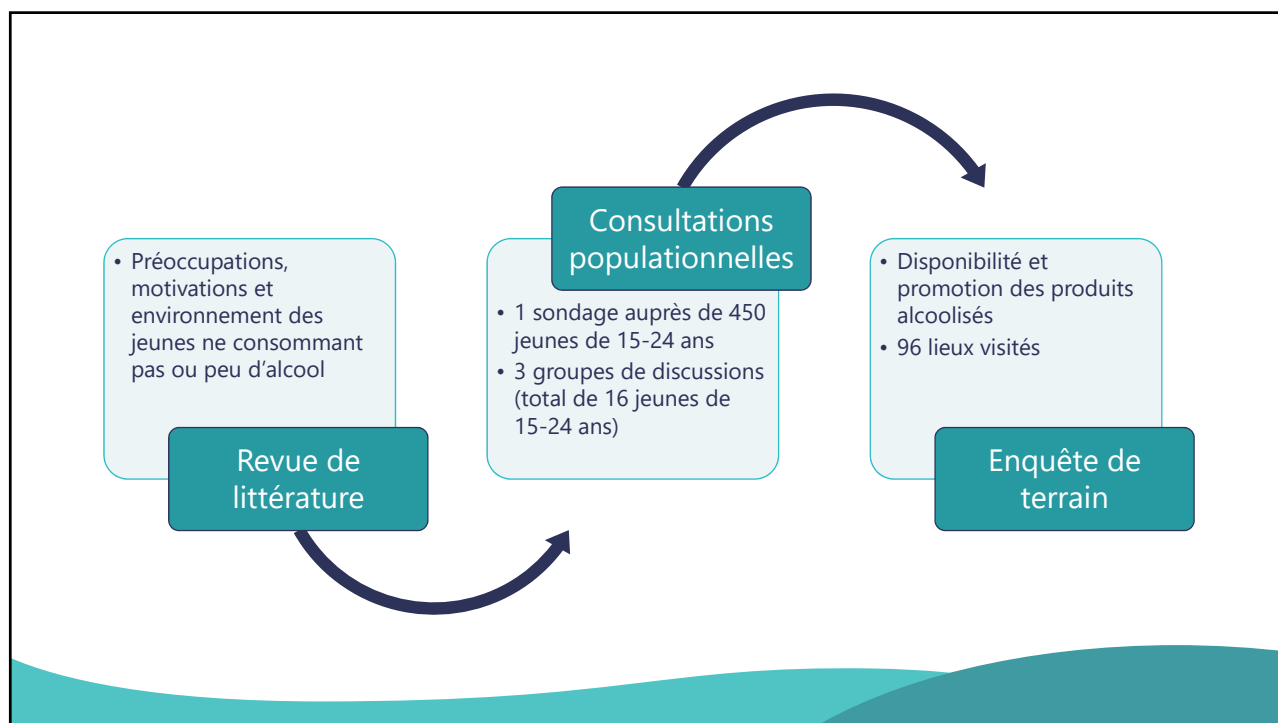 • Préoccupations,
motivations et
environnement des
jeunes ne consommant
pas ou peu d'alcool
Revue de
littérature
Consultations
populationnelles
• 1 sondage auprès de 450
jeunes de 15-24 ans
• 3 groupes de discussions
(total de 16 jeunes de
15-24 ans)
• Disponibilité et
promotion des produits
alcoolisés
• 96 lieux visités
Enquête de
terrain